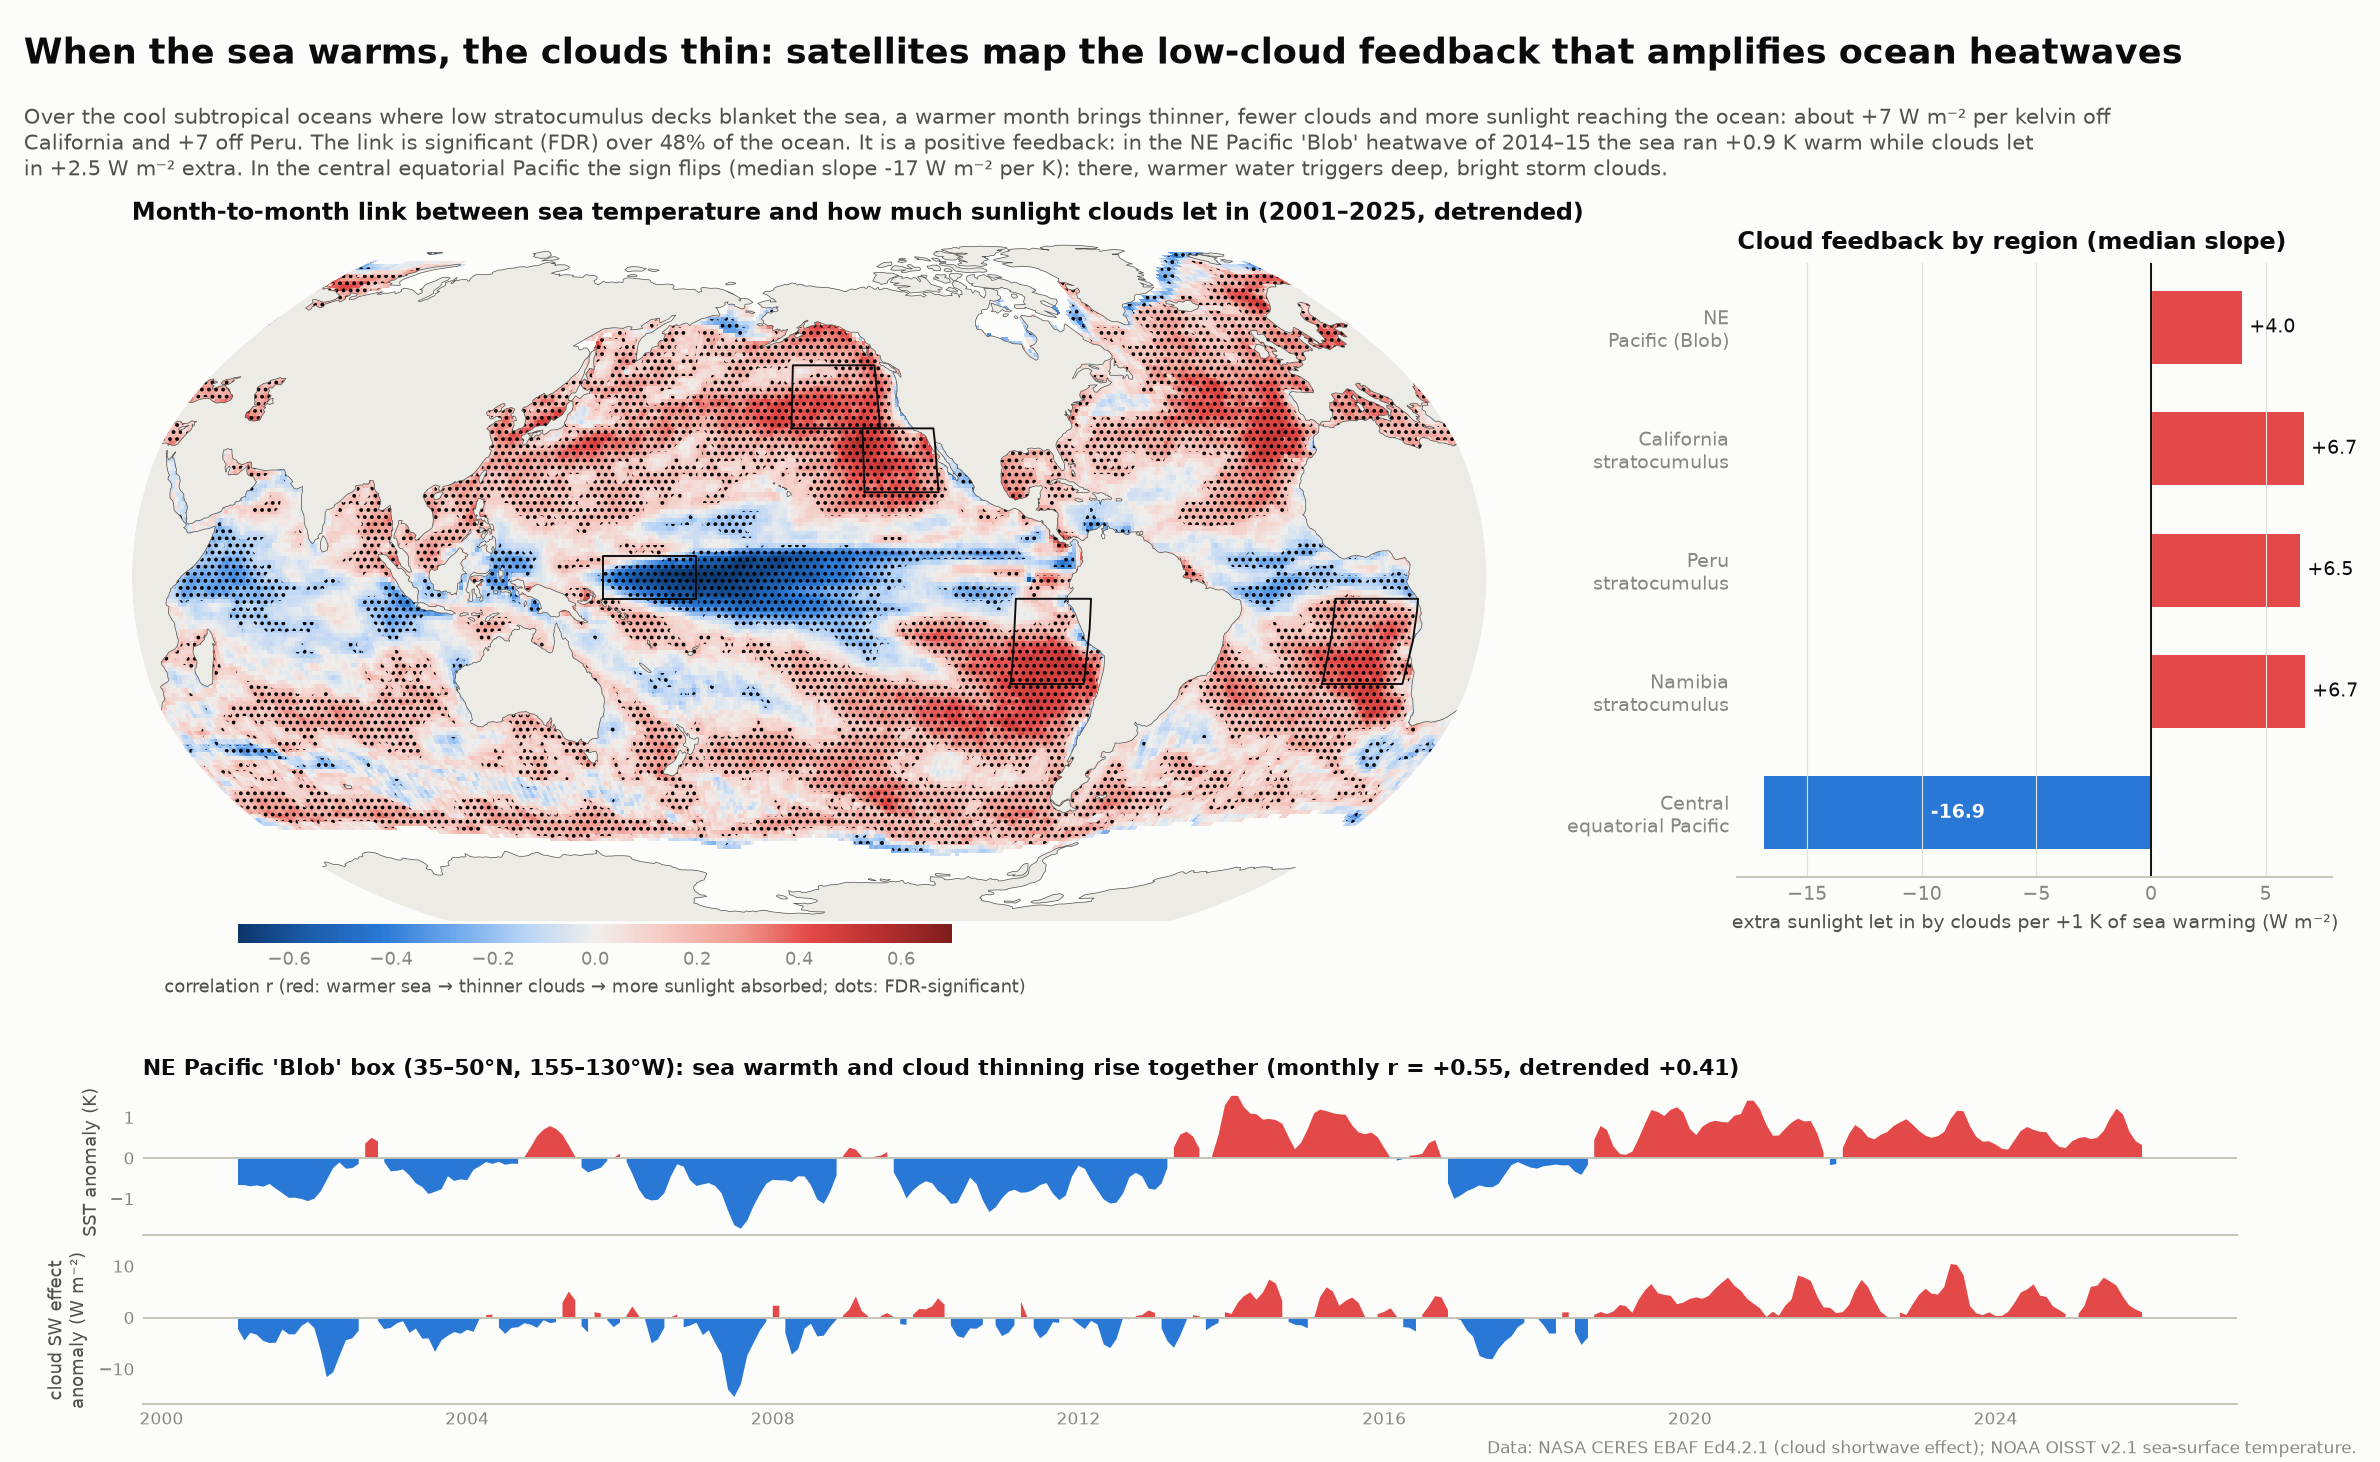 When the sea warms, the clouds thin: satellites map the low-cloud feedback that amplifies ocean heatwaves
Over the cool subtropical oceans where low stratocumulus decks blanket the sea, a warmer month brings thinner, fewer clouds and more sunlight reaching the ocean: about +7 W m⁻² per kelvin off
California and +7 off Peru. The link is significant (FDR) over 48% of the ocean. It is a positive feedback: in the NE Pacific 'Blob' heatwave of 2014–15 the sea ran +0.9 K warm while clouds let
in +2.5 W m⁻² extra. In the central equatorial Pacific the sign flips (median slope -17 W m⁻² per K): there, warmer water triggers deep, bright storm clouds.
Month-to-month link between sea temperature and how much sunlight clouds let in (2001–2025, detrended)
−0.6 −0.4 −0.2 0.0 0.2 0.4 0.6
correlation r (red: warmer sea → thinner clouds → more sunlight absorbed; dots: FDR-significant)
Cloud feedback by region (median slope)
NE
Pacific (Blob)
+4.0
California
stratocumulus
+6.7
Peru
stratocumulus
+6.5
Namibia
stratocumulus
+6.7
Central
equatorial Pacific
-16.9
−15 −10 −5 0 5
extra sunlight let in by clouds per +1 K of sea warming (W m⁻²)
NE Pacific 'Blob' box (35–50°N, 155–130°W): sea warmth and cloud thinning rise together (monthly r = +0.55, detrended +0.41)
SST anomaly (K)
1
0
−1
cloud SW effect
anomaly (W m⁻²)
10
0
−10
2000 2004 2008 2012 2016 2020 2024
Data: NASA CERES EBAF Ed4.2.1 (cloud shortwave effect); NOAA OISST v2.1 sea-surface temperature.